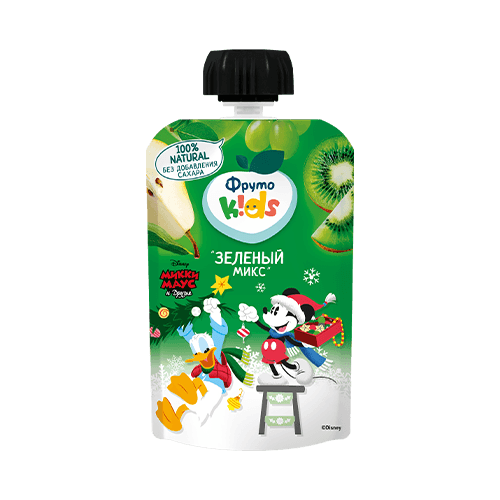 100%
NATURAL
БЕЗ ДОБАВЛЕНИЯ
САХАРА
Фруто
kids
"ЗЕЛЕНЫЙ
МИКС"
Disney
МИККИ
МАУС
и друзья
©Disney